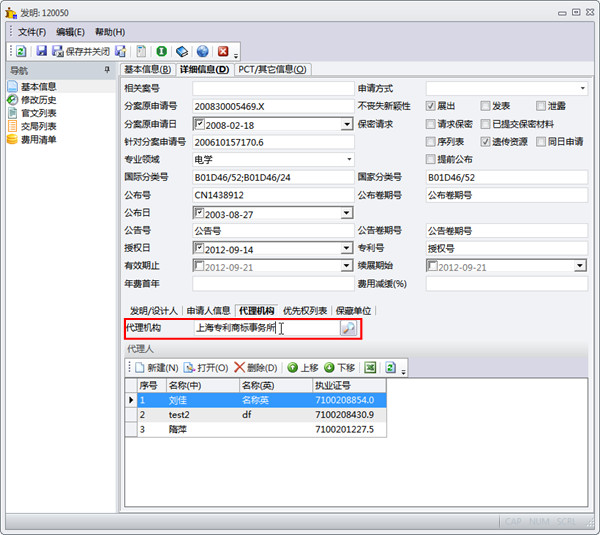 发明: 120050
文件(F) 编辑(E) 帮助(H)
保存并关闭
导航
基本信息
修改历史
官文列表
交局列表
费用清单
基本信息(B) 详细信息(D) PCT/其它信息(O)
相关案号 申请方式
分案原申请号 200830005469.X 不丧失新颖性 展出 发表 泄露
分案原申请日 2008-02-18 保密请求 请求保密 已提交保密材料
针对分案申请号 200610157170.6 序列表 遗传资源 同日申请
专业领域 电学 提前公布
国际分类号 B01D46/52;B01D46/24 国家分类号 B01D46/52
公布号 CN1438912 公布卷期号 公布卷期号
公布日 2003-08-27
公告号 公告号 公告卷期号 公告卷期号
授权日 2012-09-14 专利号 授权号
有效期止 2012-09-21 续展期始 2012-09-21
年费首年 费用减缓(%)
发明/设计人 申请人信息 代理机构 优先权列表 保藏单位
代理机构 上海专利商标事务所
代理人
新建(N) 打开(O) 删除(D) 上移 下移
序号 名称(中) 名称(英) 执业证号
1 刘佳 名称英 7100208854.0
2 test2 df 7100208430.9
3 隋萍 7100201227.5
CAP NUM SCRL